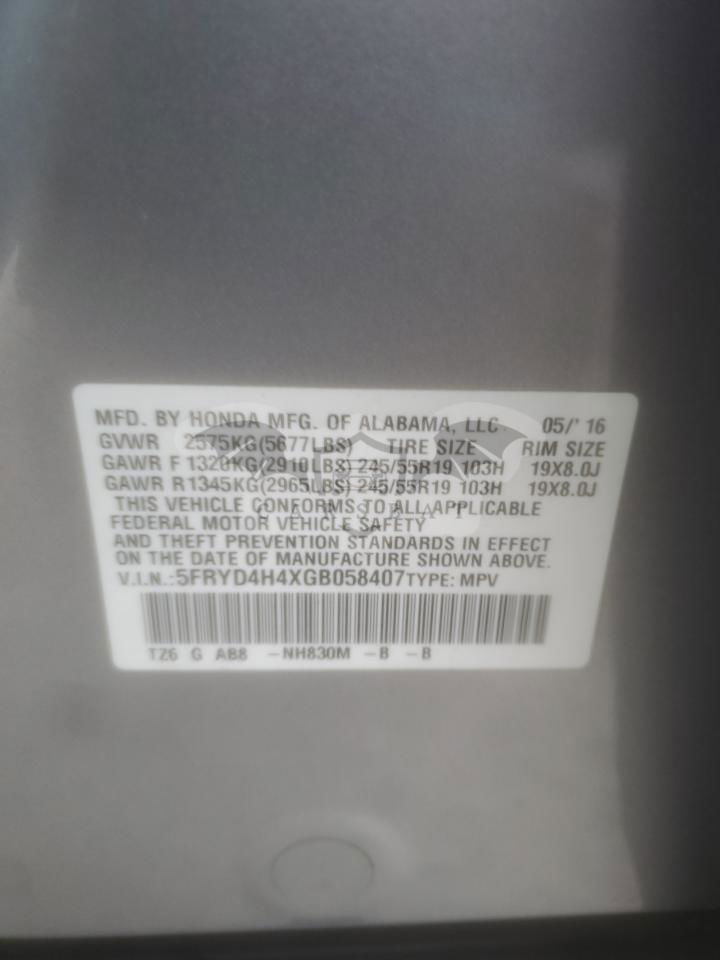 MFD. BY HONDA MFG. OF ALABAMA, LLC. 05/'16
GVWR 2575KG(5677LBS) TIRE SIZE RIM SIZE
GAWR F 1320KG(2910LBS) 245/55R19 103H 19X8.0J
GAWR R 1345KG(2965LBS) 245/55R19 103H 19X8.0J
THIS VEHICLE CONFORMS TO ALL APPLICABLE
FEDERAL MOTOR VEHICLE SAFETY
AND THEFT PREVENTION STANDARDS IN EFFECT
ON THE DATE OF MANUFACTURE SHOWN ABOVE.
V.I.N.:5FRYD4H4XGB058407 TYPE: MPV
TZ6 G AB8 -NH830M -B -B